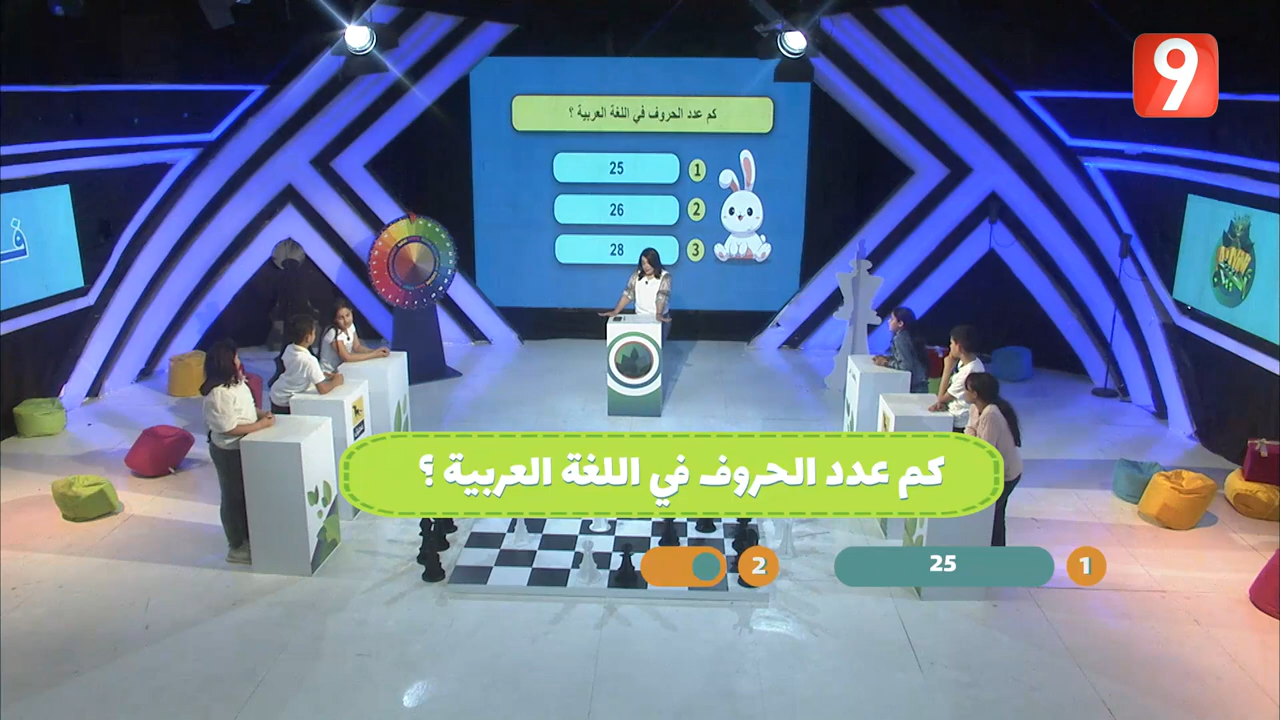 9
كم عدد الحروف في اللغة العربية ؟
25 1
26 2
28 3
ف
كم عدد الحروف في اللغة العربية ؟
1 25
2